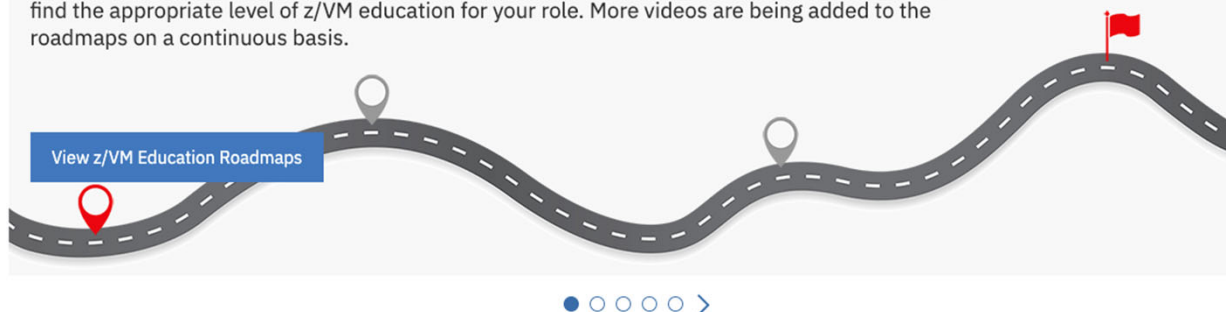 find the appropriate level of z/VM education for your role. More videos are being added to the
roadmaps on a continuous basis.
View z/VM Education Roadmaps